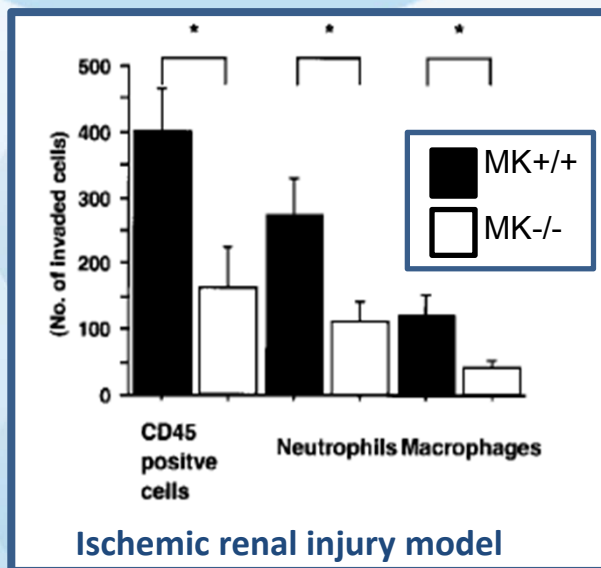 * * *
500
400
300
200
100
0
(No. of invaded cells)
MK+/+
MK-/-
CD45
positve
cells
Neutrophils Macrophages
Ischemic renal injury model